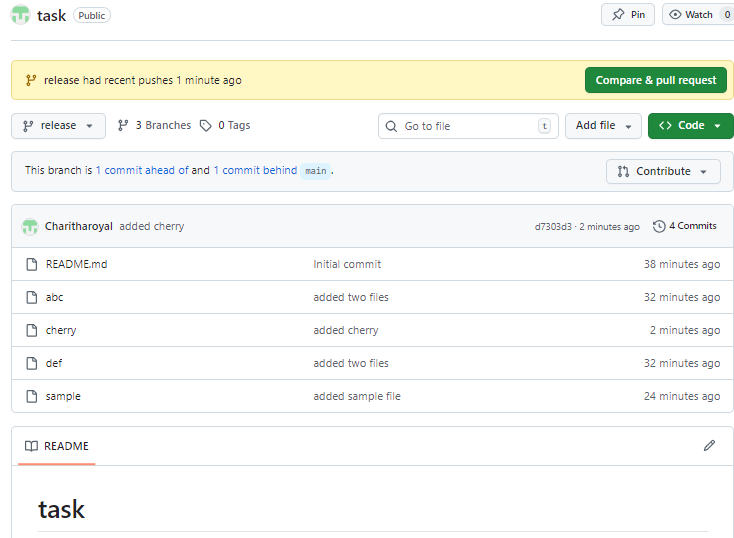 task Public Pin Watch 0
release had recent pushes 1 minute ago Compare & pull request
release 3 Branches 0 Tags Go to file t Add file Code
This branch is 1 commit ahead of and 1 commit behind main . Contribute
Charitharoyal added cherry d7303d3 · 2 minutes ago 4 Commits
README.md Initial commit 38 minutes ago
abc added two files 32 minutes ago
cherry added cherry 2 minutes ago
def added two files 32 minutes ago
sample added sample file 24 minutes ago
README
task